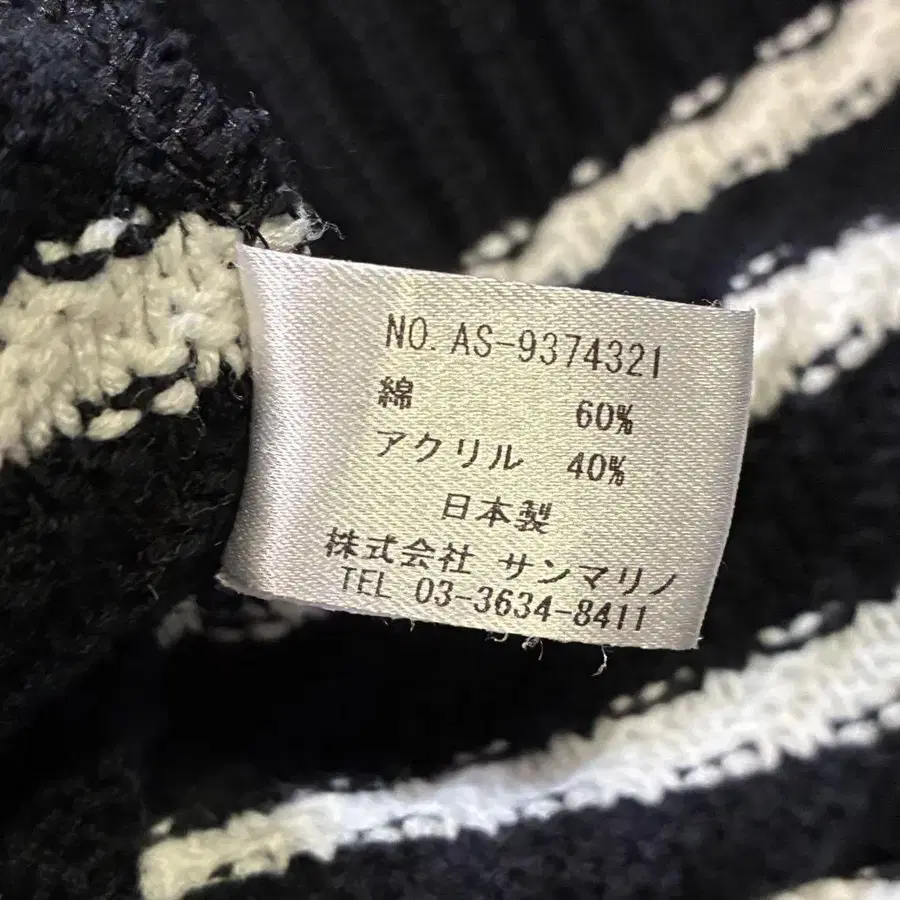 NO. AS-9374321
綿 60%
アクリル 40%
日本製
株式会社 サンマリノ
TEL 03-3634-8411